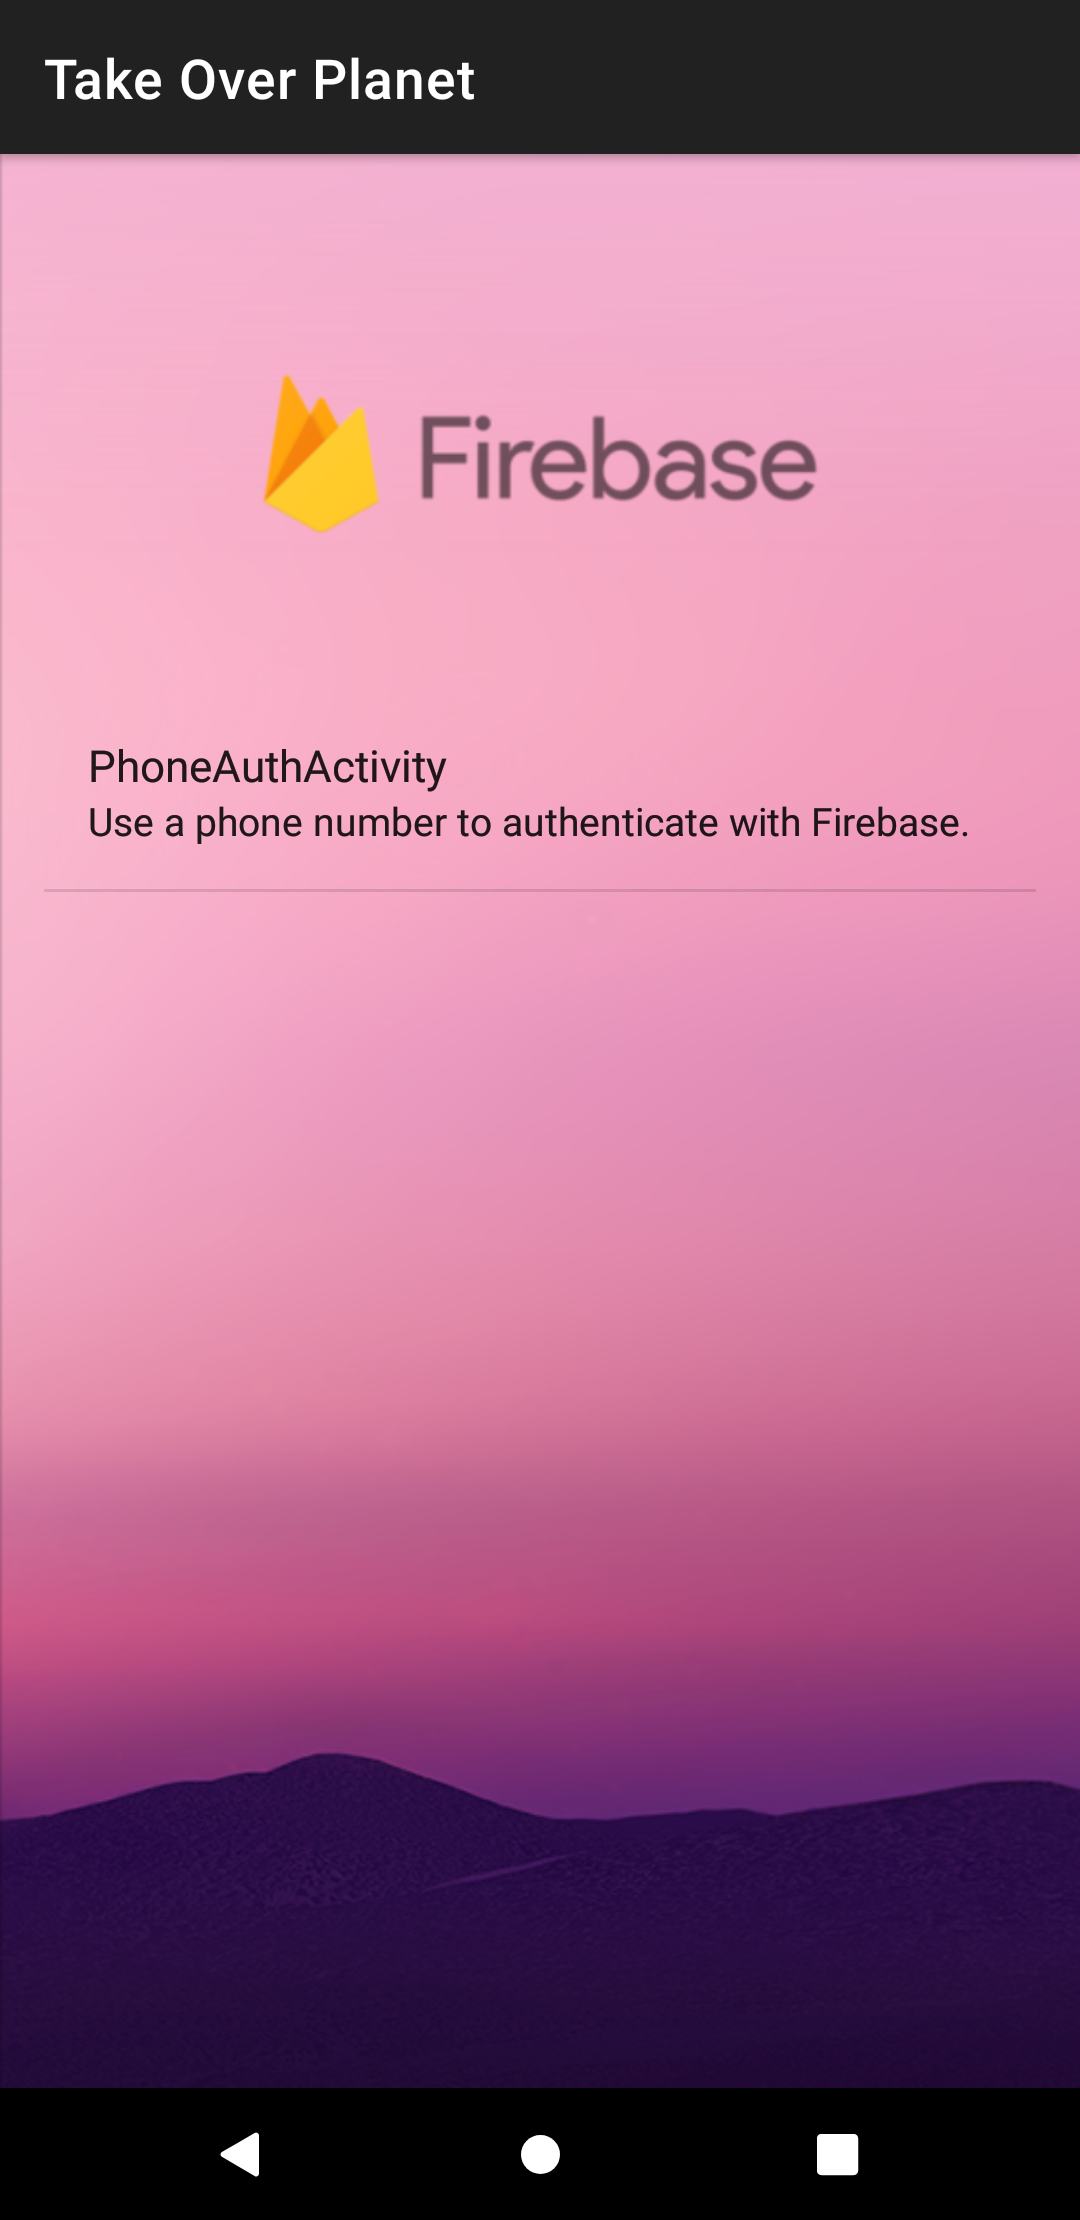 Take Over Planet
Firebase
PhoneAuthActivity
Use a phone number to authenticate with Firebase.